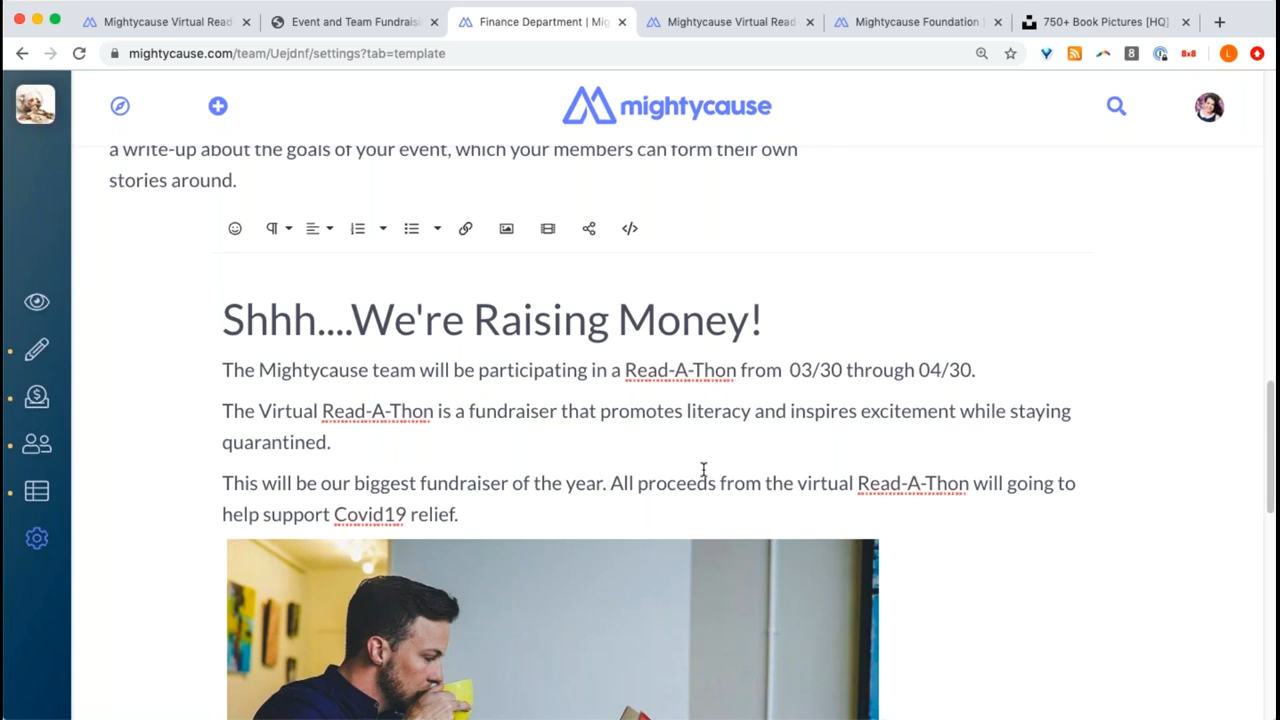 Mightycause Virtual Read
Event and Team Fundrais
Finance Department | Mig
Mightycause Virtual Read
Mightycause Foundation |
750+ Book Pictures [HQ]
mightycause.com/team/Uejdnf/settings?tab=template
8
8x8
L
mightycause
a write-up about the goals of your event, which your members can form their own
stories around.
Shhh....We're Raising Money!
The Mightycause team will be participating in a Read-A-Thon from 03/30 through 04/30.
The Virtual Read-A-Thon is a fundraiser that promotes literacy and inspires excitement while staying
quarantined.
This will be our biggest fundraiser of the year. All proceeds from the virtual Read-A-Thon will going to
help support Covid19 relief.